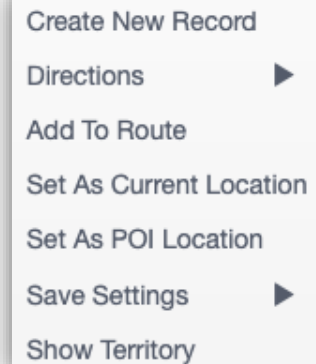 Create New Record
Directions
Add To Route
Set As Current Location
Set As POI Location
Save Settings
Show Territory